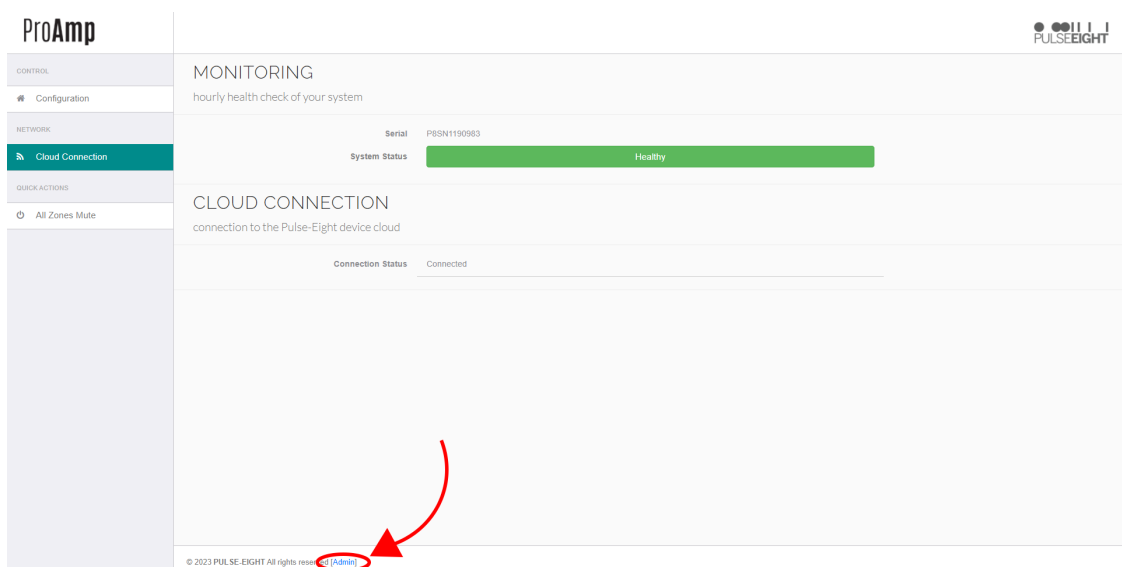 ProAmp
PULSEEIGHT
CONTROL
Configuration
NETWORK
Cloud Connection
QUICK ACTIONS
All Zones Mute
MONITORING
hourly health check of your system
Serial P8SN1190983
System Status Healthy
CLOUD CONNECTION
connection to the Pulse-Eight device cloud
Connection Status Connected
© 2023 PULSE-EIGHT All rights reserved [Admin]